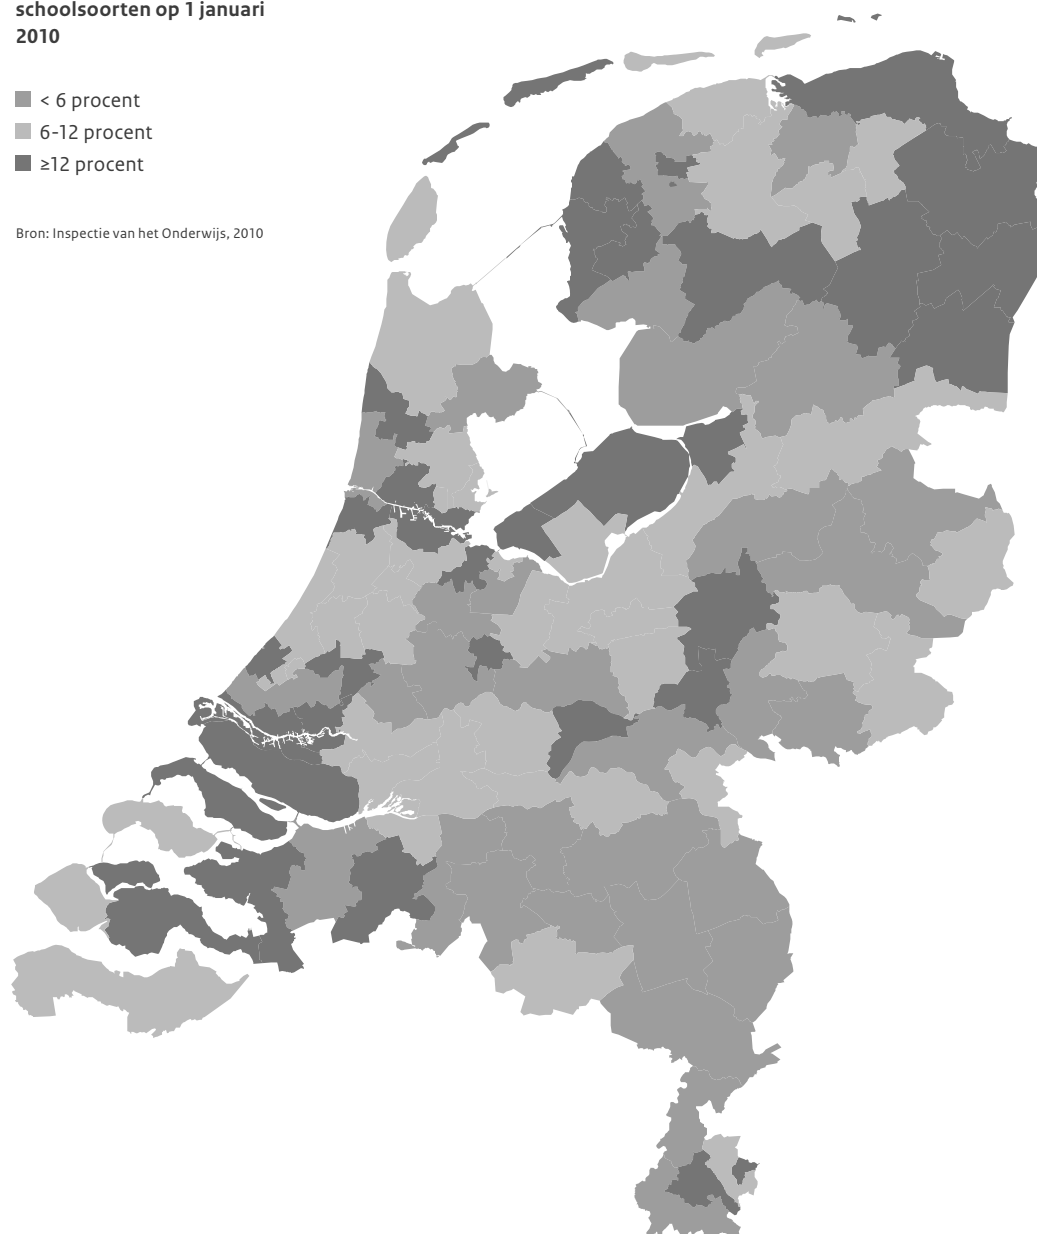 schoolsoorten op 1 januari
2010
< 6 procent
6-12 procent
≥12 procent
Bron: Inspectie van het Onderwijs, 2010